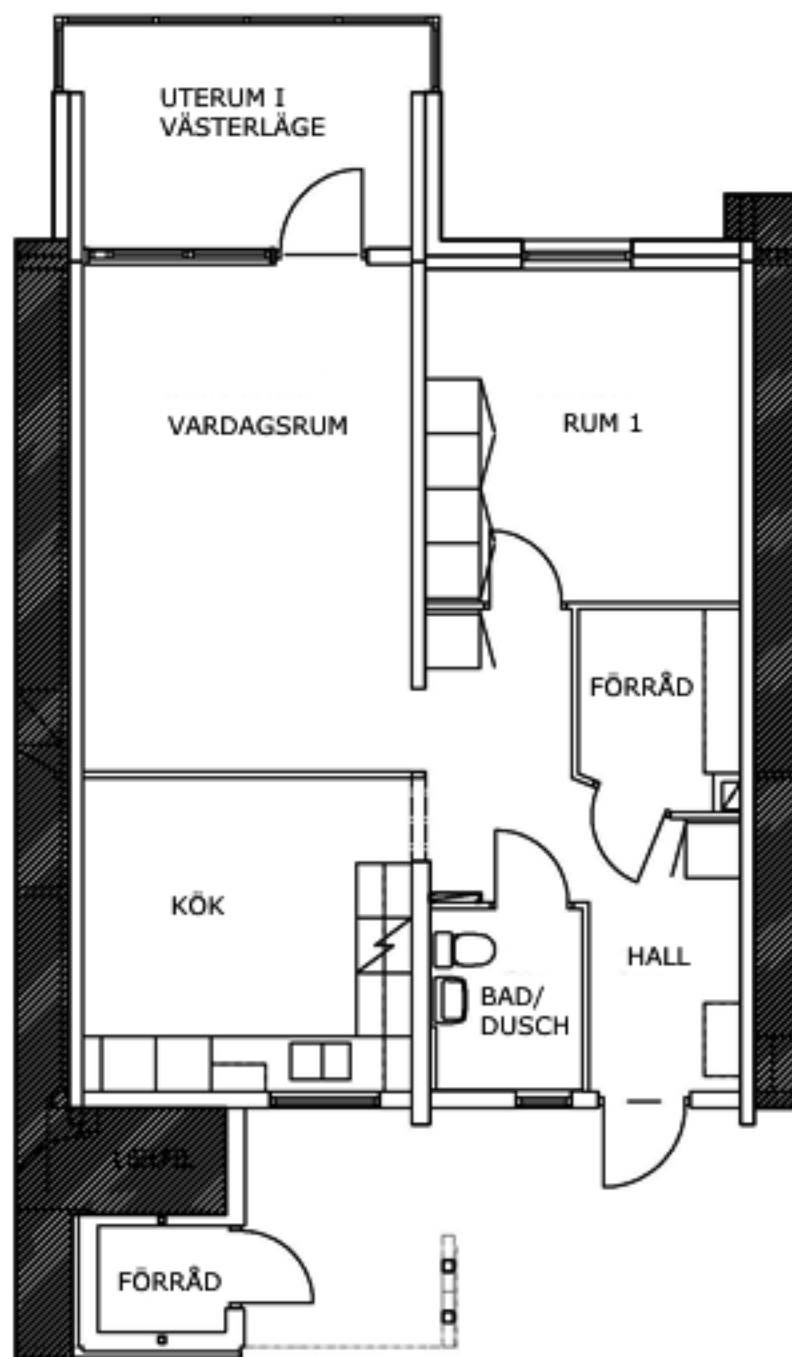 UTERUM I
VÄSTERLÄGE
VARDAGSRUM
RUM 1
FÖRRÅD
KÖK
HALL
BAD/
DUSCH
FÖRRÅD